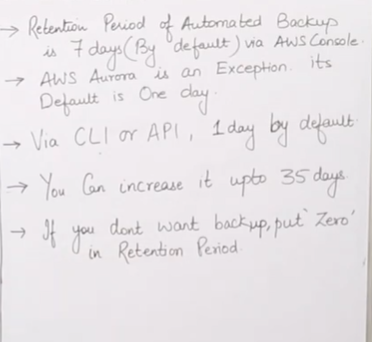 → Retention Period of Automated Backup
is 7 days (By default) via AWS Console.
→ AWS Aurora is an Exception. its
Default is One day.
→ Via CLI or API, 1 day by default.
→ You Can increase it upto 35 days.
→ If you dont want backup, put 'Zero'
in Retention Period.